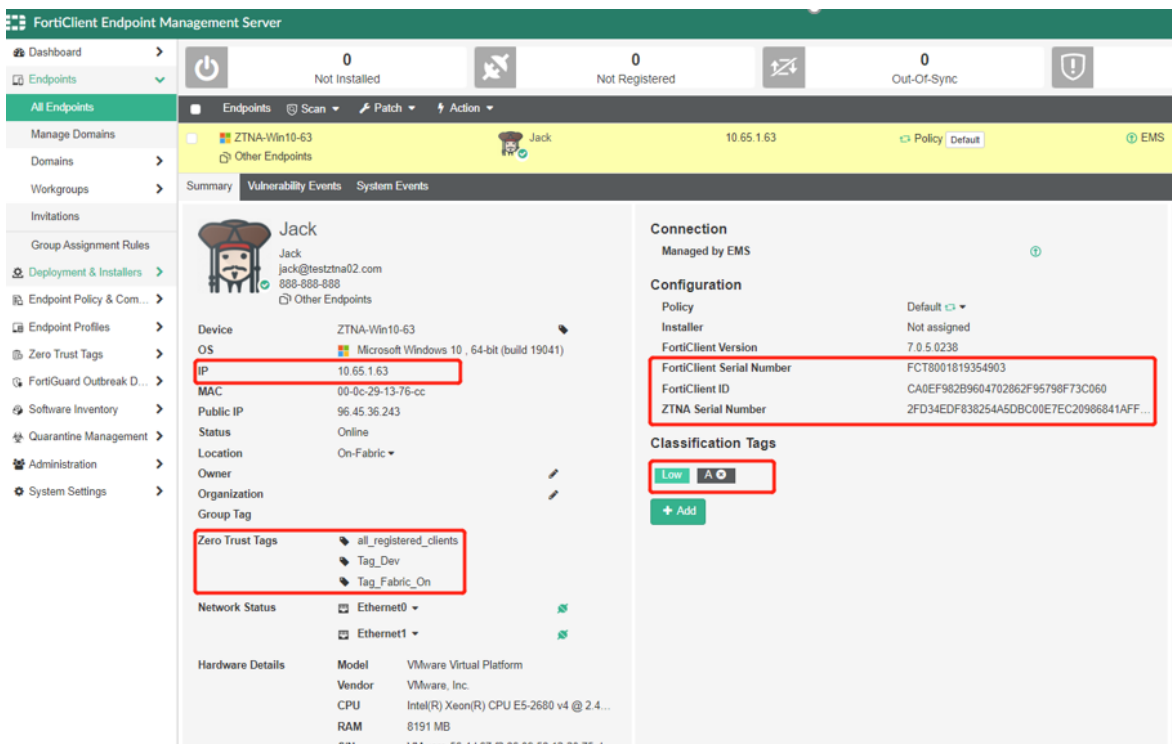 FortiClient Endpoint Management Server
Dashboard
Endpoints
All Endpoints
Manage Domains
Domains
Workgroups
Invitations
Group Assignment Rules
Deployment & Installers
Endpoint Policy & Com...
Endpoint Profiles
Zero Trust Tags
FortiGuard Outbreak D...
Software Inventory
Quarantine Management
Administration
System Settings
0
Not Installed
0
Not Registered
0
Out-Of-Sync
Endpoints Scan Patch Action
ZTNA-Win10-63 Jack 10.65.1.63 Policy Default EMS
Other Endpoints
Summary Vulnerability Events System Events
Jack
Jack
jack@testztna02.com
888-888-888
Other Endpoints
Device ZTNA-Win10-63
OS Microsoft Windows 10 , 64-bit (build 19041)
IP 10.65.1.63
MAC 00-0c-29-13-76-cc
Public IP 96.45.36.243
Status Online
Location On-Fabric
Owner
Organization
Group Tag
Zero Trust Tags all_registered_clients
Tag_Dev
Tag_Fabric_On
Network Status Ethernet0
Ethernet1
Hardware Details Model VMware Virtual Platform
Vendor VMware, Inc.
CPU Intel(R) Xeon(R) CPU E5-2680 v4 @ 2.4...
RAM 8191 MB
Connection
Managed by EMS
Configuration
Policy Default
Installer Not assigned
FortiClient Version 7.0.5.0238
FortiClient Serial Number FCT8001819354903
FortiClient ID CA0EF982B9604702862F95798F73C060
ZTNA Serial Number 2FD34EDF838254A5DBC00E7EC20986841AFF...
Classification Tags
Low A
+ Add